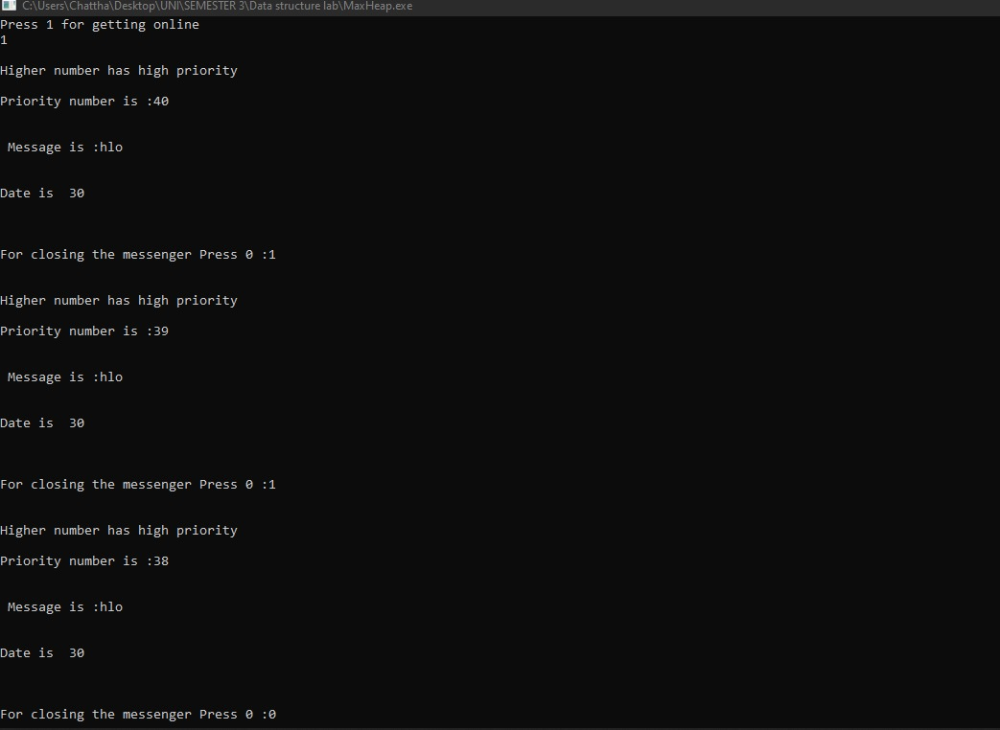 C:\Users\Chattha\Desktop\UNI\SEMESTER 3\Data structure lab\MaxHeap.exe
Press 1 for getting online
1
Higher number has high priority
Priority number is :40
Message is :hlo
Date is  30
For closing the messenger Press 0 :1
Higher number has high priority
Priority number is :39
Message is :hlo
Date is  30
For closing the messenger Press 0 :1
Higher number has high priority
Priority number is :38
Message is :hlo
Date is  30
For closing the messenger Press 0 :0